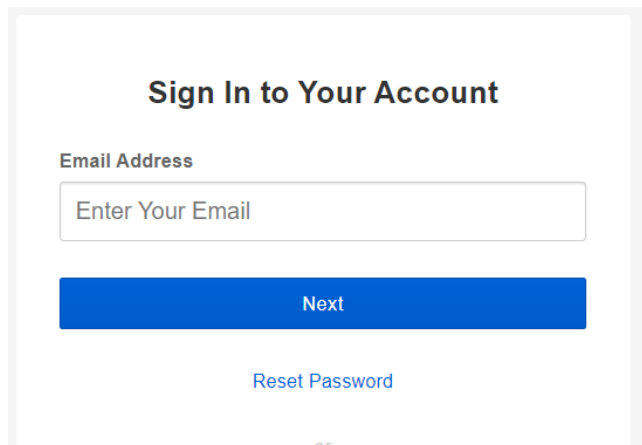 Sign In to Your Account
Email Address
Enter Your Email
Next
Reset Password